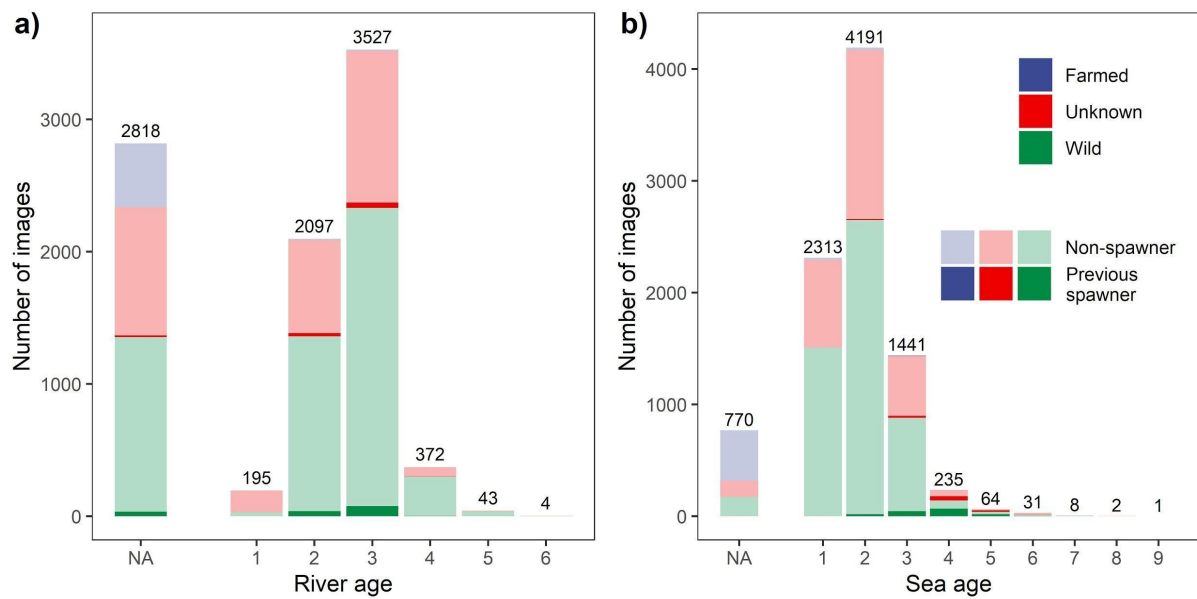 a)
Number of images
3000
2000
1000
0
2818
195
2097
3527
372
43
4
NA 1 2 3 4 5 6
River age
b)
Number of images
4000
3000
2000
1000
0
770
2313
4191
1441
235
64
31
8
2
1
NA 1 2 3 4 5 6 7 8 9
Sea age
Farmed
Unknown
Wild
Non-spawner
Previous
spawner